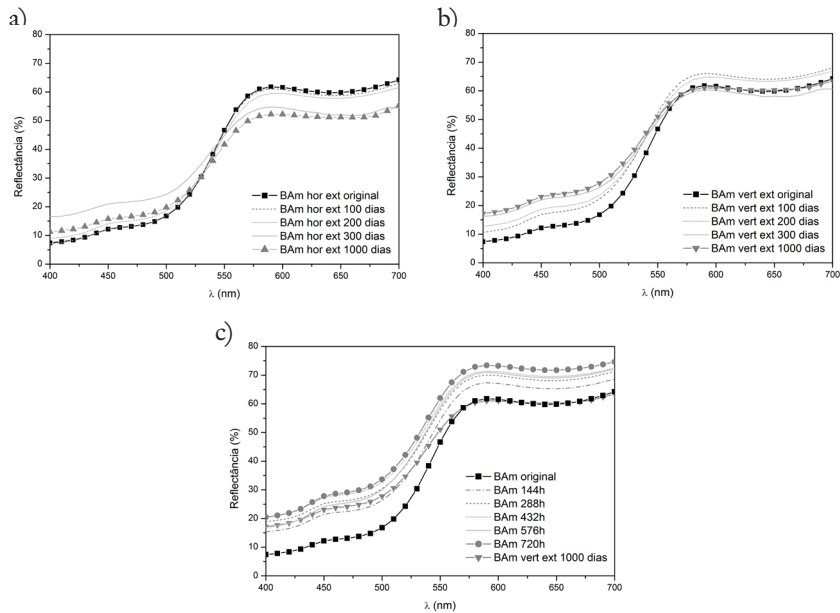 a)
80
70
60
50
40
30
20
10
0
Reflectância (%)
BAm hor ext original
BAm hor ext 100 dias
BAm hor ext 200 dias
BAm hor ext 300 dias
BAm hor ext 1000 dias
400 450 500 550 600 650 700
λ (nm)
b)
80
70
60
50
40
30
20
10
0
Reflectância (%)
BAm vert ext original
BAm vert ext 100 dias
BAm vert ext 200 dias
BAm vert ext 300 dias
BAm vert ext 1000 dias
400 450 500 550 600 650 700
λ (nm)
c)
80
70
60
50
40
30
20
10
0
Reflectância (%)
BAm original
BAm 144h
BAm 288h
BAm 432h
BAm 576h
BAm 720h
BAm vert ext 1000 dias
400 450 500 550 600 650 700
λ (nm)